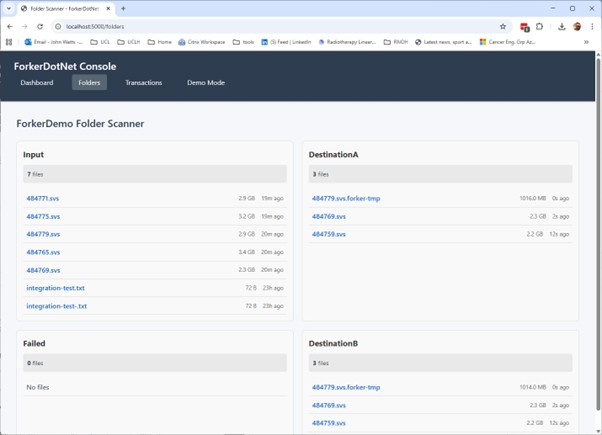 Folder Scanner - ForkerDotNet
localhost:5000/folders
Email - John Watts -... UCL UCLH Home Citrix Workspace tools (5) Feed | LinkedIn Radiotherapy Linear... RNOH Latest news, sport a... Cancer Eng: Erp As...
ForkerDotNet Console
Dashboard Folders Transactions Demo Mode
ForkerDemo Folder Scanner
Input
7 files
484771.svs 2.9 GB 19m ago
484775.svs 3.2 GB 19m ago
484779.svs 2.9 GB 20m ago
484765.svs 3.4 GB 20m ago
484769.svs 2.3 GB 20m ago
integration-test.txt 72 B 23h ago
integration-test-.txt 72 B 23h ago
DestinationA
3 files
484779.svs.forker-tmp 1016.0 MB 0s ago
484769.svs 2.3 GB 2s ago
484759.svs 2.2 GB 12s ago
Failed
0 files
No files
DestinationB
3 files
484779.svs.forker-tmp 1014.0 MB 0s ago
484769.svs 2.3 GB 2s ago
484759.svs 2.2 GB 12s ago